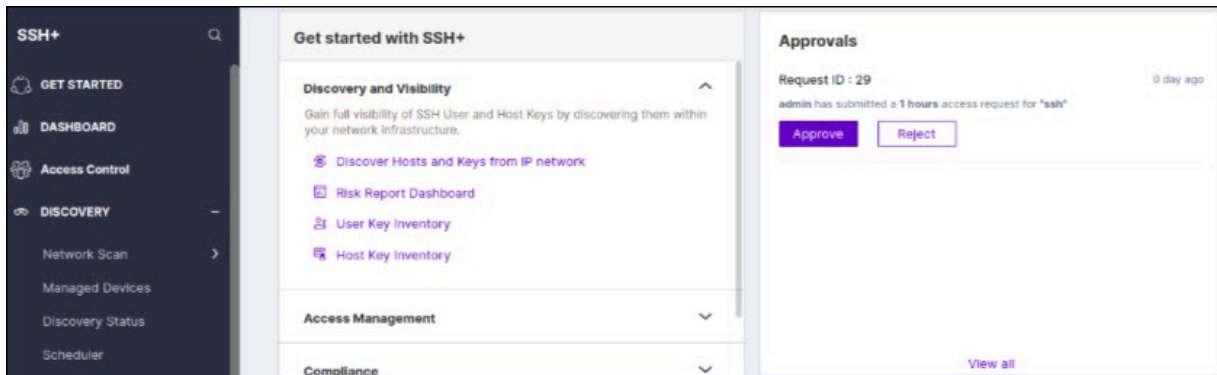 SSH+
GET STARTED
DASHBOARD
Access Control
DISCOVERY
Network Scan
Managed Devices
Discovery Status
Scheduler
Get started with SSH+
Discovery and Visibility
Gain full visibility of SSH User and Host Keys by discovering them within
your network infrastructure.
Discover Hosts and Keys from IP network
Risk Report Dashboard
User Key Inventory
Host Key Inventory
Access Management
Compliance
Approvals
Request ID : 29
0 day ago
admin has submitted a 1 hours access request for "ssh"
Approve
Reject
View all